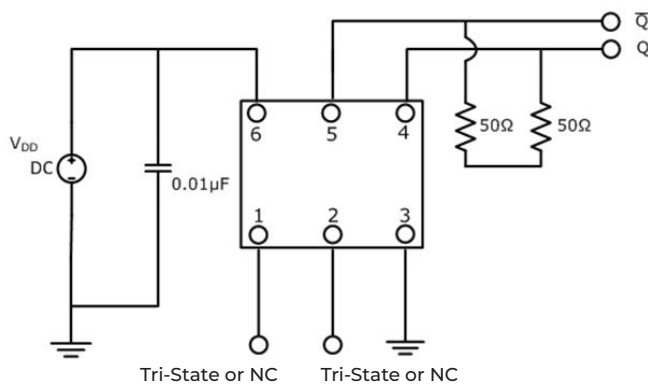 Q̅
Q
6 5 4
50Ω 50Ω
VDD
DC
0.01µF
1 2 3
Tri-State or NC Tri-State or NC